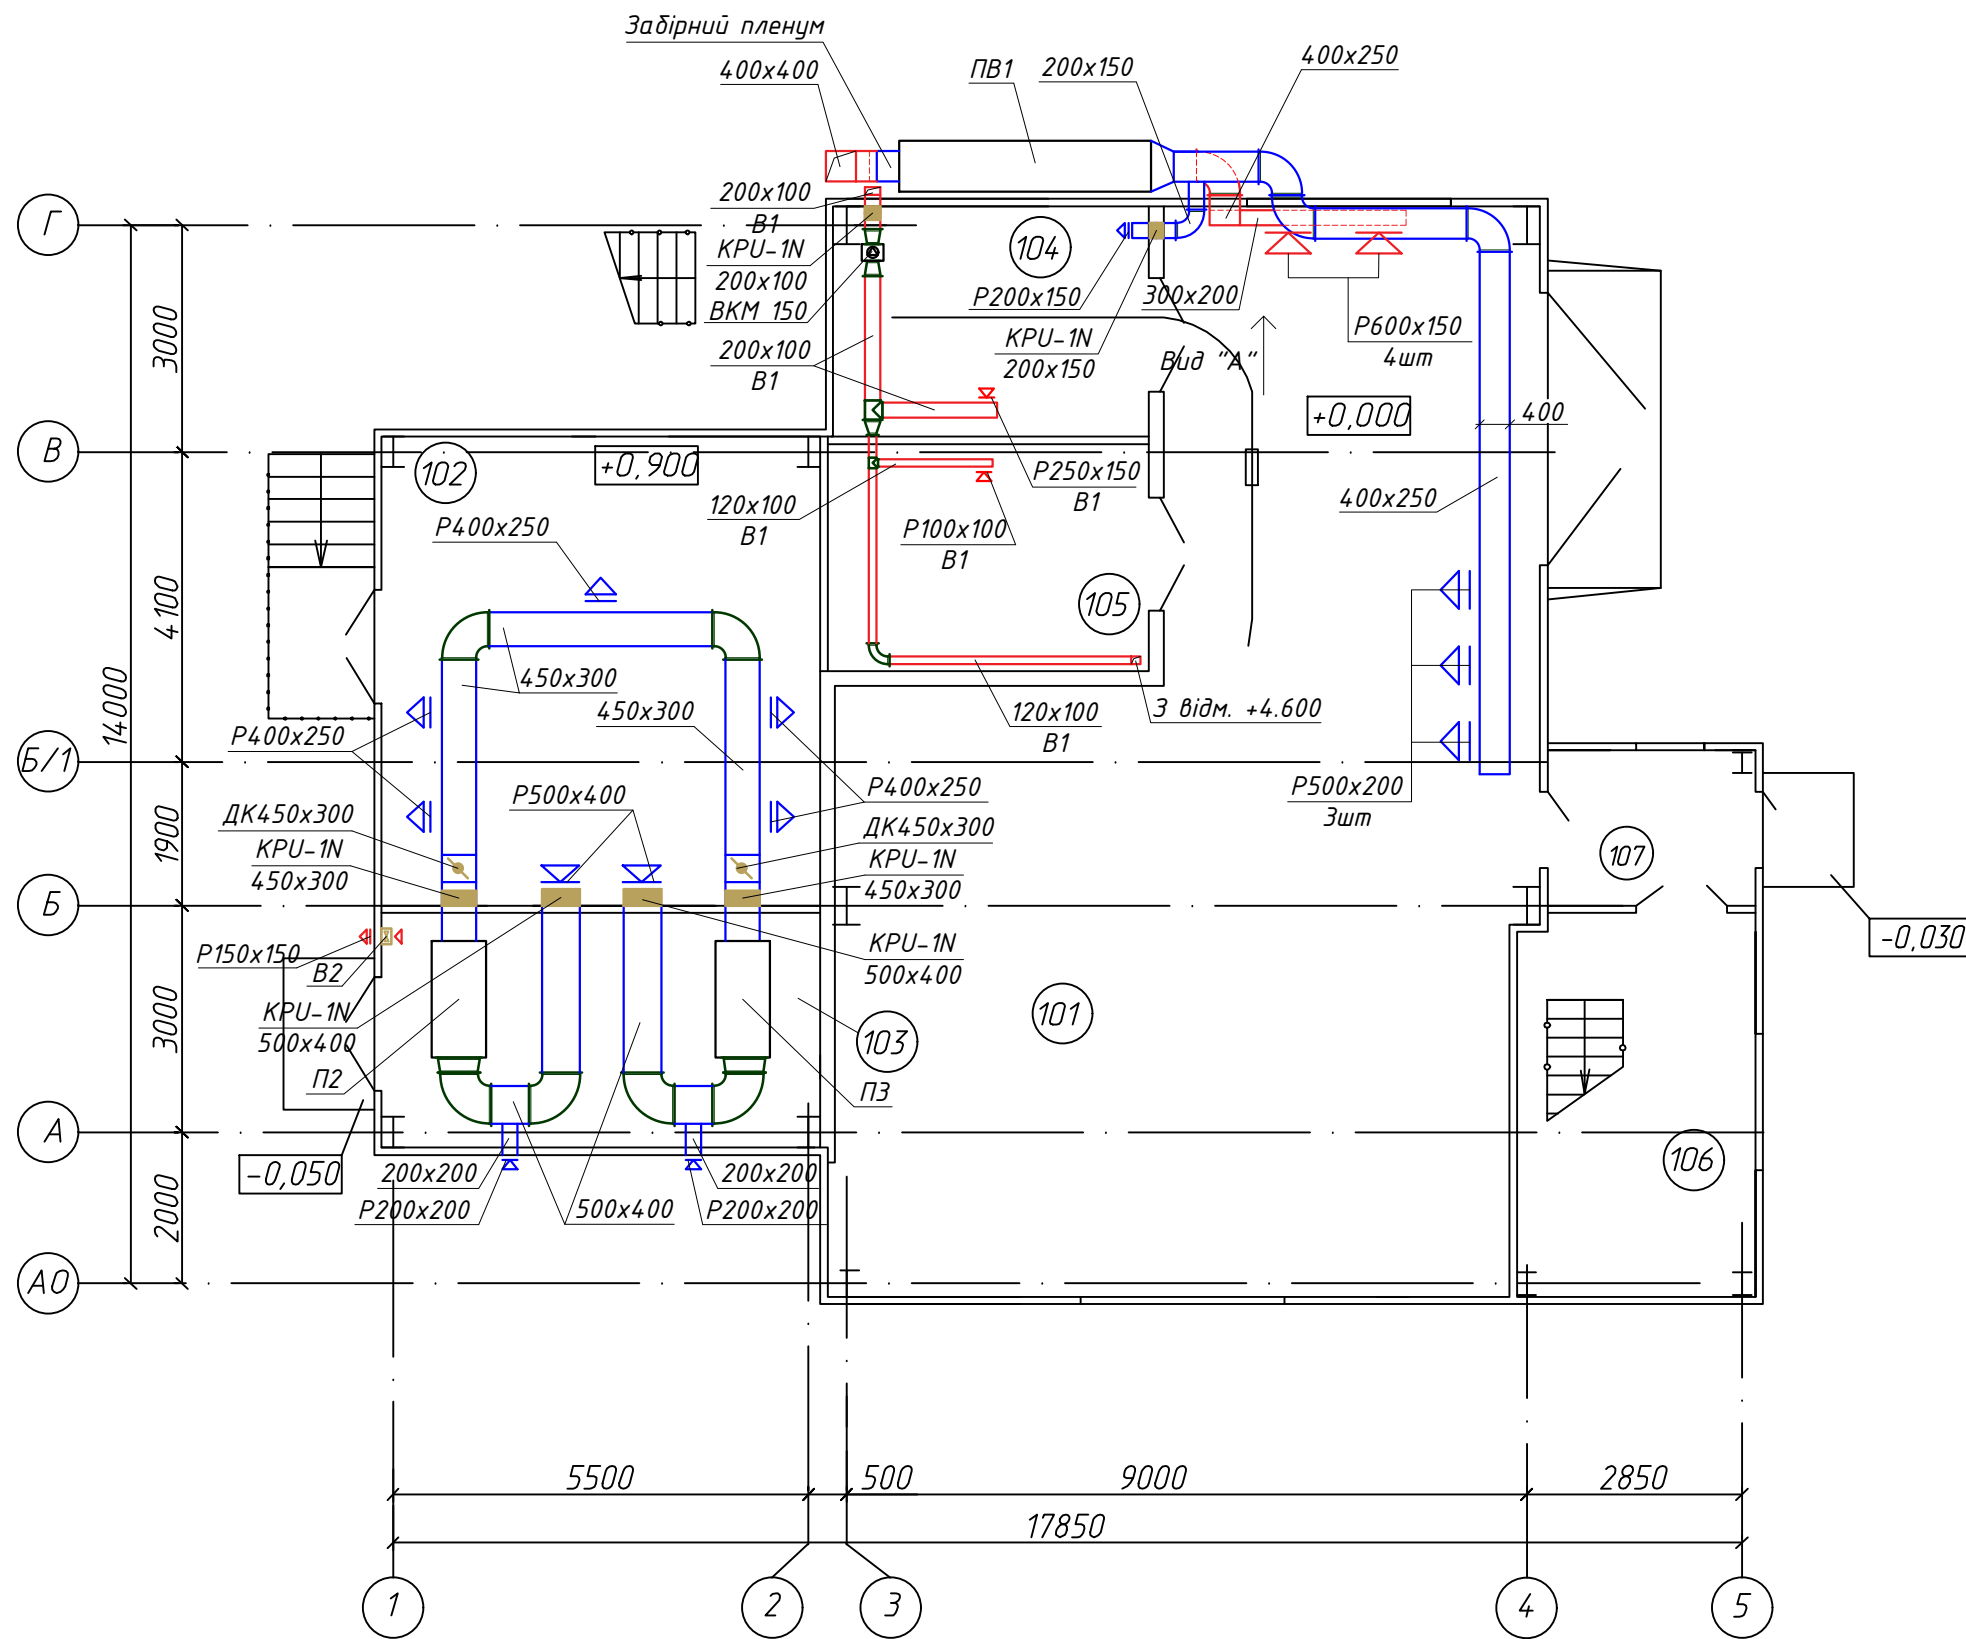 Забірний пленум
400х400
ПВ1
200х150
400х250
Г
200х100
В1
KPU-1N
200х100
ВКМ 150
200х100
В1
104
Р200х150
300х200
KPU-1N
200х150
Вид "А"
Р600х150
4шт
+0,000
400
3000
В
102
+0,900
Р250х150
В1
120х100
В1
Р100х100
В1
400х250
Р400х250
4100
14000
105
450х300
450х300
З відм. +4.600
120х100
В1
Р400х250
Б/1
Р500х400
Р400х250
Р500х200
3шт
1900
ДК450х300
KPU-1N
450х300
ДК450х300
KPU-1N
450х300
107
Б
-0,030
Р150х150
В2
KPU-1N
500х400
KPU-1N
500х400
3000
101
103
П2
П3
А
106
-0,050
200х200
Р200х200
500х400
200х200
Р200х200
2000
А0
5500
500
9000
2850
17850
1
2
3
4
5